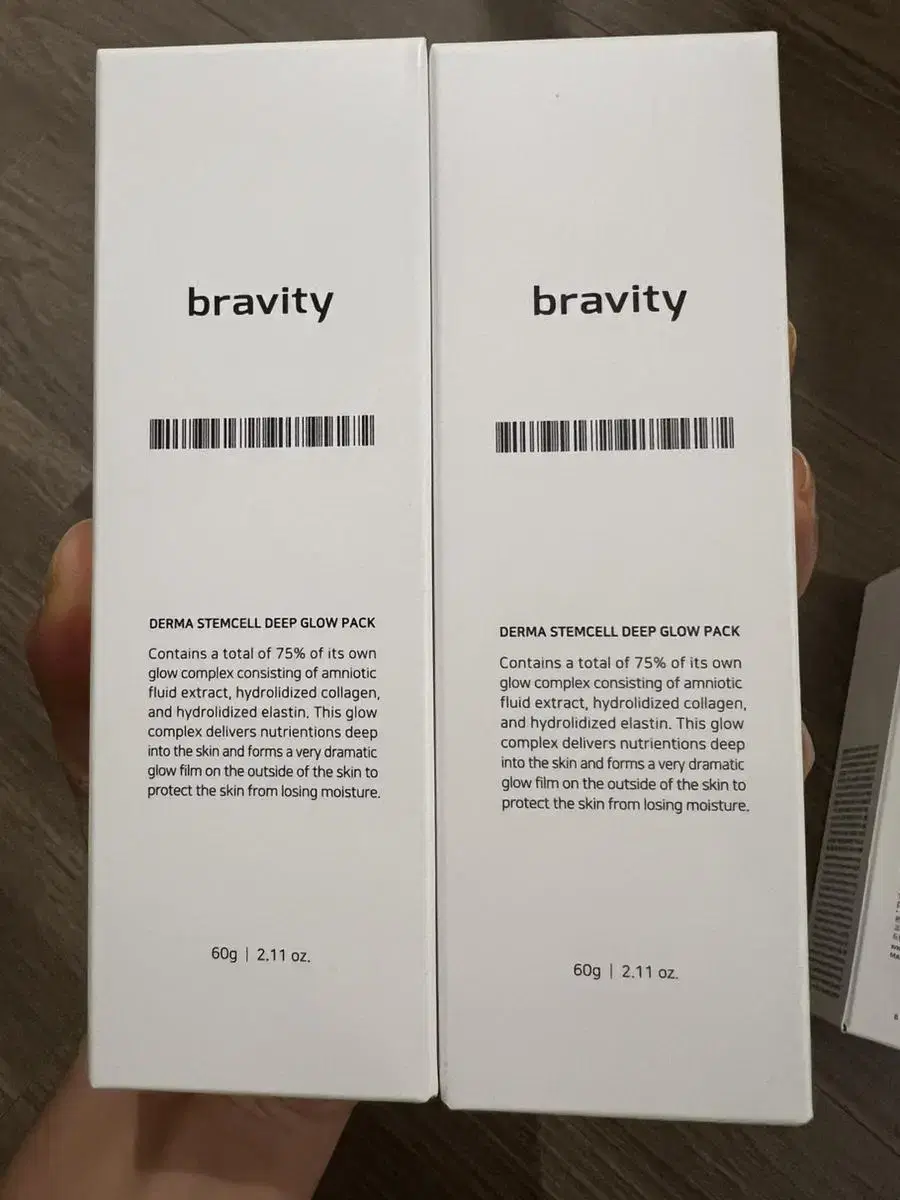 bravity
DERMA STEMCELL DEEP GLOW PACK
Contains a total of 75% of its own
glow complex consisting of amniotic
fluid extract, hydrolidized collagen,
and hydrolidized elastin. This glow
complex delivers nutrientions deep
into the skin and forms a very dramatic
glow film on the outside of the skin to
protect the skin from losing moisture.
60g | 2.11 oz.
bravity
DERMA STEMCELL DEEP GLOW PACK
Contains a total of 75% of its own
glow complex consisting of amniotic
fluid extract, hydrolidized collagen,
and hydrolidized elastin. This glow
complex delivers nutrientions deep
into the skin and forms a very dramatic
glow film on the outside of the skin to
protect the skin from losing moisture.
60g | 2.11 oz.